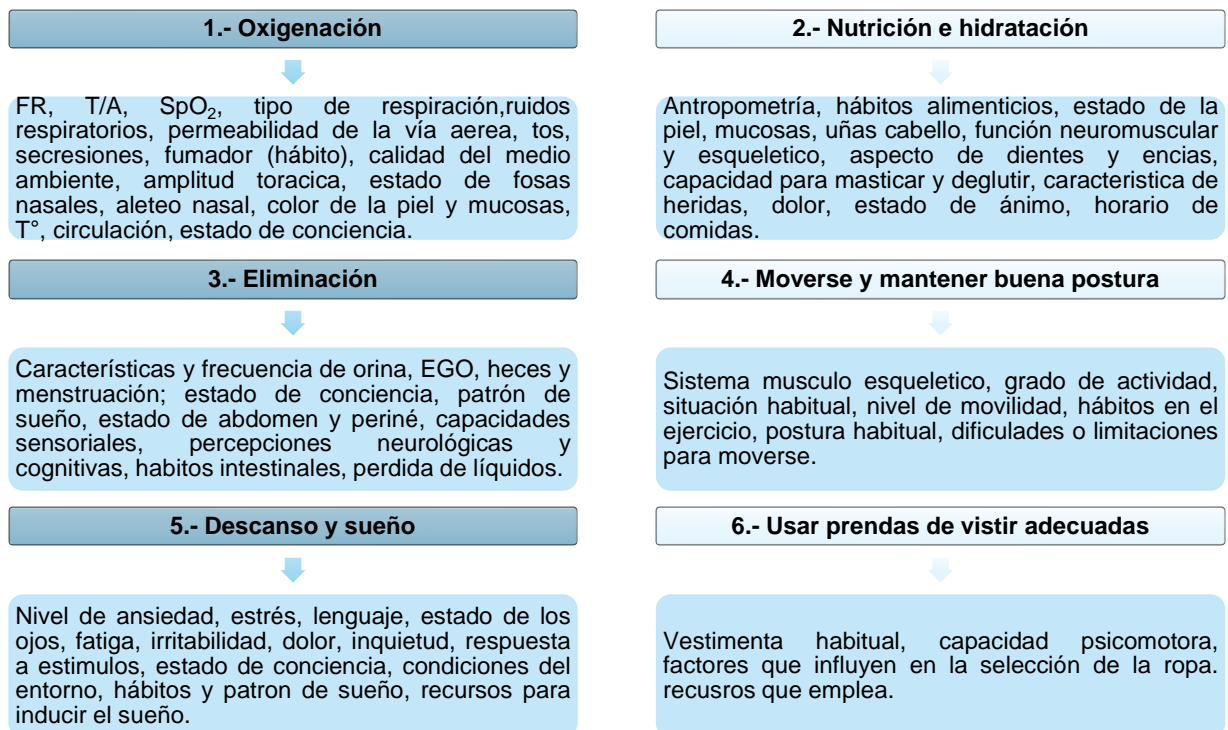 1.- Oxigenación
FR, T/A, SpO₂, tipo de respiración,ruidos
respiratorios, permeabilidad de la vía aerea, tos,
secresiones, fumador (hábito), calidad del medio
ambiente, amplitud toracica, estado de fosas
nasales, aleteo nasal, color de la piel y mucosas,
T°, circulación, estado de conciencia.
2.- Nutrición e hidratación
Antropometría, hábitos alimenticios, estado de la
piel, mucosas, uñas cabello, función neuromuscular
y esqueletico, aspecto de dientes y encias,
capacidad para masticar y deglutir, caracteristica de
heridas, dolor, estado de ánimo, horario de
comidas.
3.- Eliminación
Características y frecuencia de orina, EGO, heces y
menstruación; estado de conciencia, patrón de
sueño, estado de abdomen y periné, capacidades
sensoriales, percepciones neurológicas y
cognitivas, habitos intestinales, perdida de líquidos.
4.- Moverse y mantener buena postura
Sistema musculo esqueletico, grado de actividad,
situación habitual, nivel de movilidad, hábitos en el
ejercicio, postura habitual, dificulades o limitaciones
para moverse.
5.- Descanso y sueño
Nivel de ansiedad, estrés, lenguaje, estado de los
ojos, fatiga, irritabilidad, dolor, inquietud, respuesta
a estimulos, estado de conciencia, condiciones del
entorno, hábitos y patron de sueño, recursos para
inducir el sueño.
6.- Usar prendas de vistir adecuadas
Vestimenta habitual, capacidad psicomotora,
factores que influyen en la selección de la ropa.
recusros que emplea.